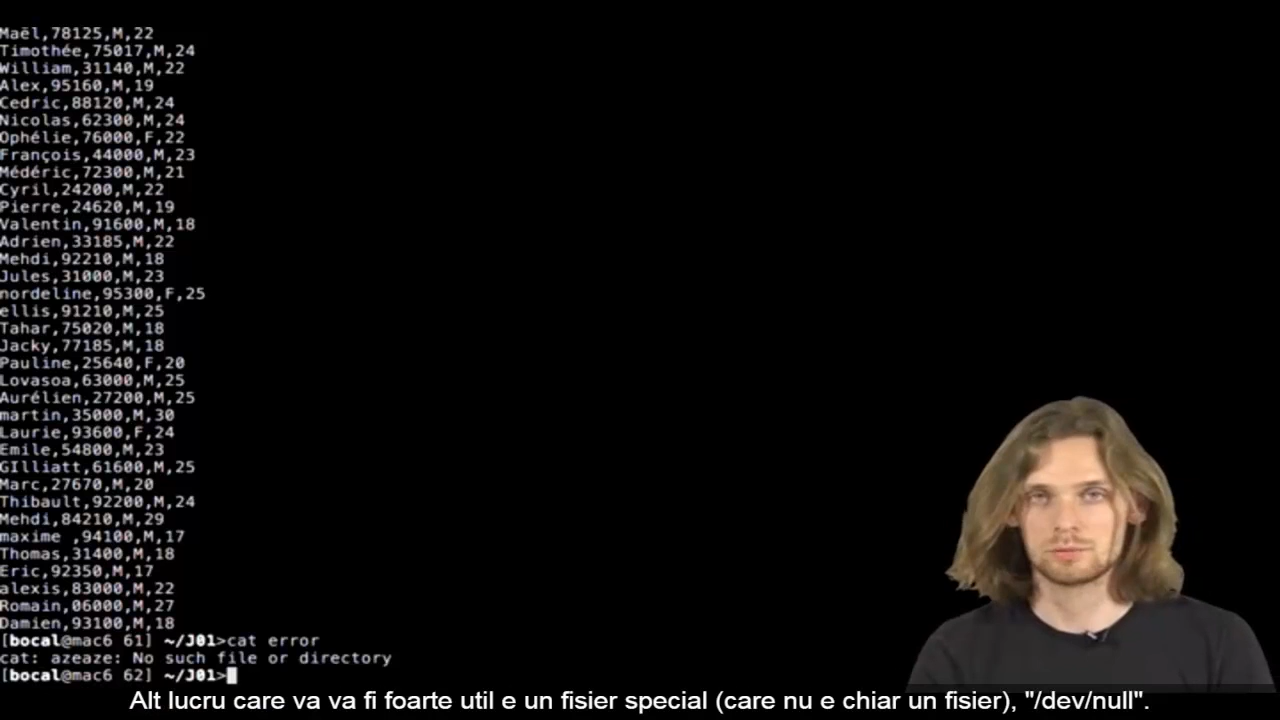 Maël,78125,M,22
Timothée,75017,M,24
William,31140,M,22
Alex,95160,M,19
Cedric,88120,M,24
Nicolas,62300,M,24
Ophélie,76000,F,22
François,44000,M,23
Médéric,72300,M,21
Cyril,24200,M,22
Pierre,24620,M,19
Valentin,91600,M,18
Adrien,33185,M,22
Mehdi,92210,M,18
Jules,31000,M,23
nordeline,95300,F,25
ellis,91210,M,25
Tahar,75020,M,18
Jacky,77185,M,18
Pauline,25640,F,20
Lovasoa,63000,M,25
Aurélien,27200,M,25
martin,35000,M,30
Laurie,93600,F,24
Emile,54800,M,23
GIlliatt,61600,M,25
Marc,27670,M,20
Thibault,92200,M,24
Mehdi,84210,M,29
maxime ,94100,M,17
Thomas,31400,M,18
Eric,92350,M,17
alexis,83000,M,22
Romain,06000,M,27
Damien,93100,M,18
[bocal@mac6 61] ~/J01>cat error
cat: azeaze: No such file or directory
[bocal@mac6 62] ~/J01>
Alt lucru care va va fi foarte util e un fisier special (care nu e chiar un fisier), "/dev/null".